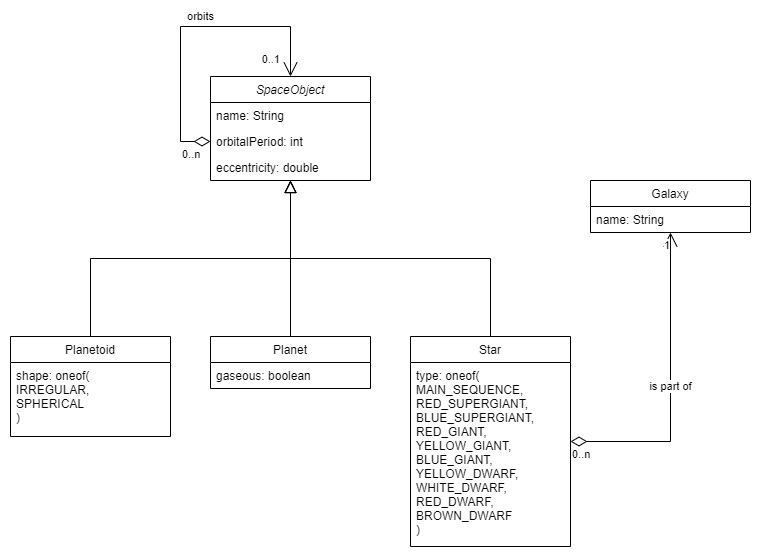 orbits
0..1
SpaceObject
name: String
orbitalPeriod: int
0..n
eccentricity: double
Galaxy
name: String
1
Planetoid
shape: oneof(
IRREGULAR,
SPHERICAL
)
Planet
gaseous: boolean
Star
type: oneof(
MAIN_SEQUENCE,
RED_SUPERGIANT,
BLUE_SUPERGIANT,
RED_GIANT,
YELLOW_GIANT,
BLUE_GIANT,
YELLOW_DWARF,
WHITE_DWARF,
RED_DWARF,
BROWN_DWARF
)
is part of
0..n